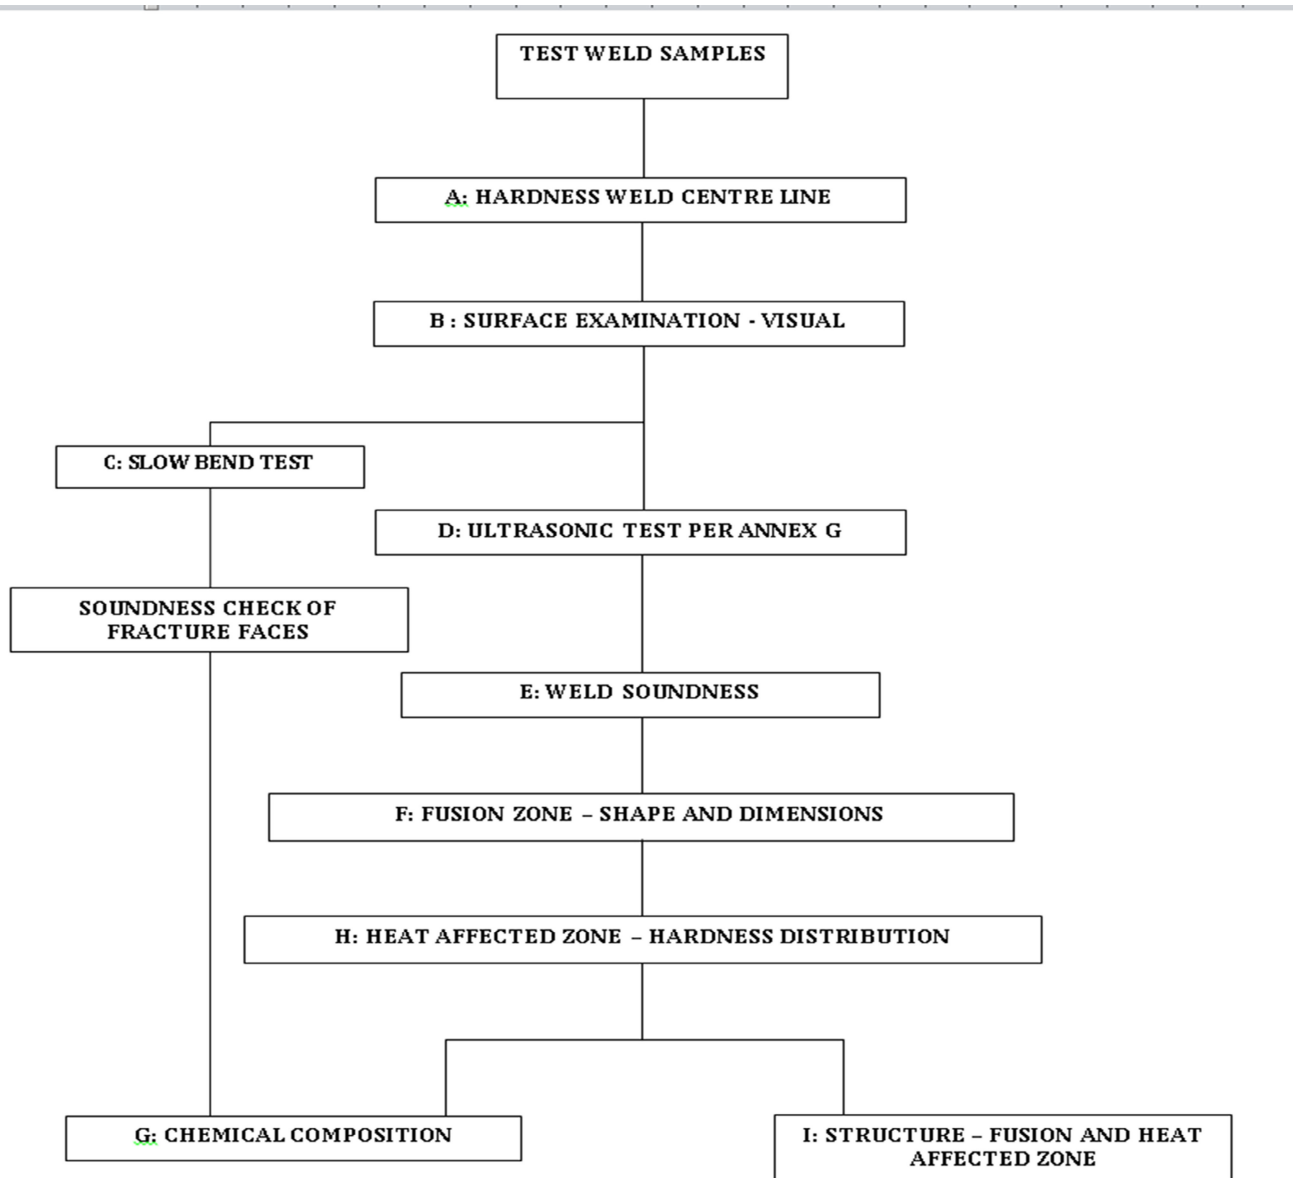 TEST WELD SAMPLES
A: HARDNESS WELD CENTRE LINE
B : SURFACE EXAMINATION - VISUAL
C: SLOW BEND TEST
D: ULTRASONIC TEST PER ANNEX G
SOUNDNESS CHECK OF
FRACTURE FACES
E: WELD SOUNDNESS
F: FUSION ZONE – SHAPE AND DIMENSIONS
H: HEAT AFFECTED ZONE – HARDNESS DISTRIBUTION
G: CHEMICAL COMPOSITION
I: STRUCTURE – FUSION AND HEAT
AFFECTED ZONE